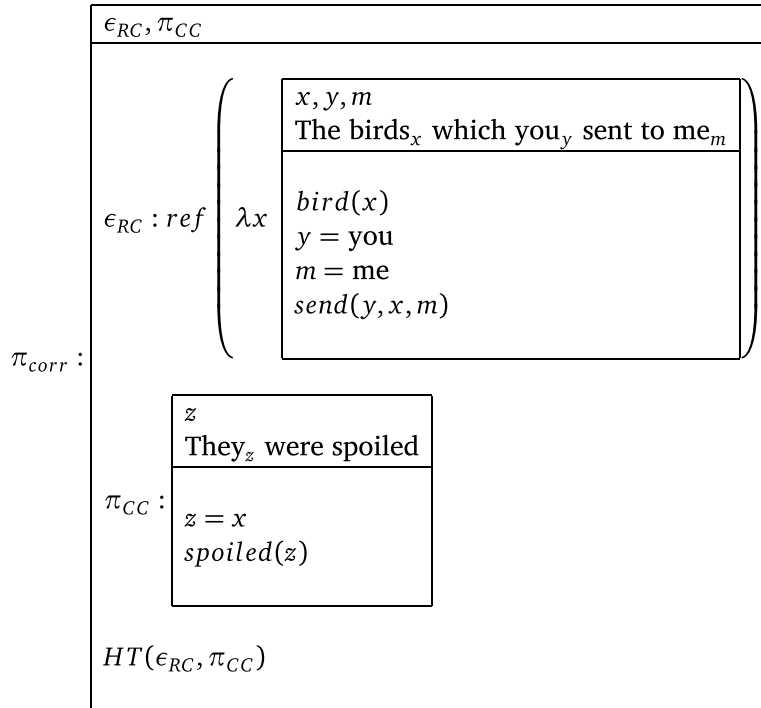 ϵ_RC, π_CC
x, y, m
The birds_x which you_y sent to me_m
bird(x)
y = you
ϵ_RC : ref ( λx
m = me
send(y, x, m)
π_corr :
z
They_z were spoiled
π_CC :
z = x
spoiled(z)
HT(ϵ_RC, π_CC)